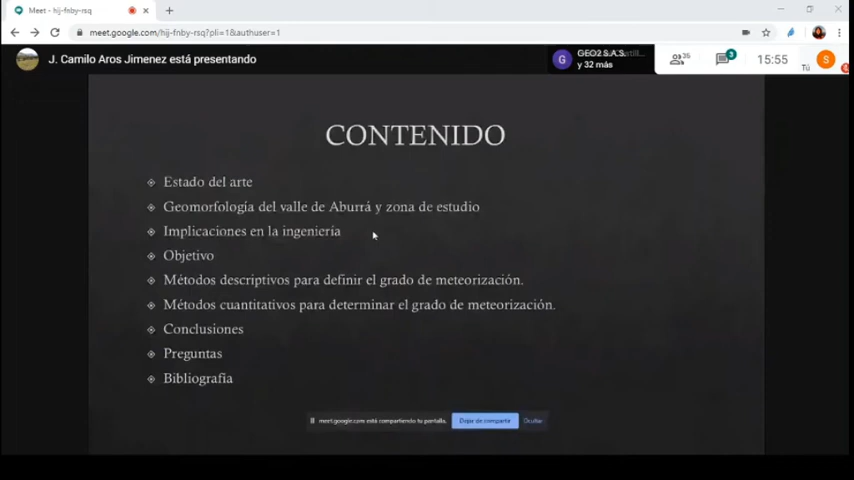 Meet - hij-fnby-rsq
meet.google.com/hij-fnby-rsq?pli=1&authuser=1
J. Camilo Aros Jimenez está presentando
G
GEO2 S.A.S.
y 32 más
35
3
15:55
Tú
S
CONTENIDO
Estado del arte
Geomorfología del valle de Aburrá y zona de estudio
Implicaciones en la ingeniería
Objetivo
Métodos descriptivos para definir el grado de meteorización.
Métodos cuantitativos para determinar el grado de meteorización.
Conclusiones
Preguntas
Bibliografía
meet.google.com está compartiendo tu pantalla.
Dejar de compartir
Ocultar